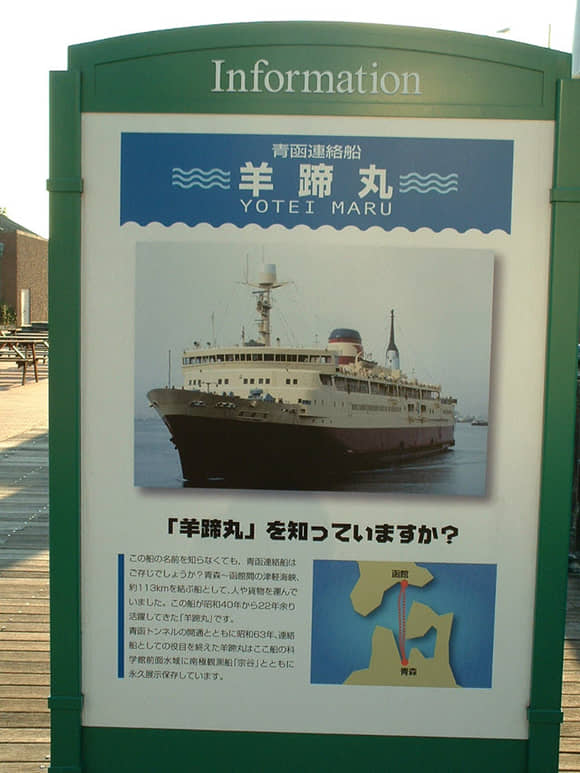 Information
青函連絡船
羊蹄丸
YOTEI MARU
「羊蹄丸」を知っていますか?
この船の名前を知らなくても、青函連絡船は
ご存じでしょうか?青森〜函館間の津軽海峡、
約113kmを結ぶ船として、人や貨物を運んで
いました。この船が昭和40年から22年余り
活躍してきた「羊蹄丸」です。
青函トンネルの開通とともに昭和63年、連絡
船としての役目を終えた羊蹄丸はここ船の科
学館前面水域に南極観測船「宗谷」とともに
永久展示保存しています。
函館
青森